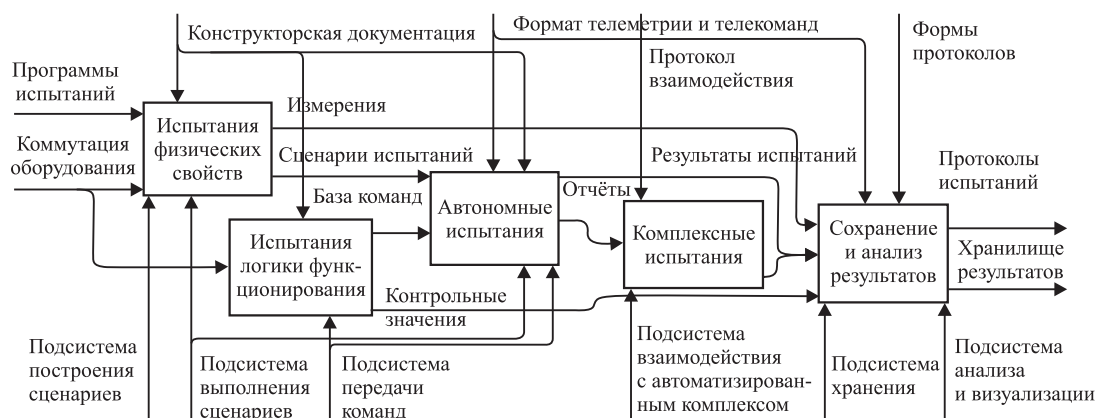 Конструкторская документация
Формат телеметрии и телекоманд
Формы
протоколов
Протокол
взаимодействия
Программы
испытаний
Измерения
Испытания
физических
свойств
Коммутация
оборудования
Сценарии испытаний
Результаты испытаний
Протоколы
испытаний
База команд
Отчёты
Автономные
испытания
Комплексные
испытания
Сохранение
и анализ
результатов
Испытания
логики функ-
ционирования
Хранилище
результатов
Контрольные
значения
Подсистема
построения
сценариев
Подсистема
выполнения
сценариев
Подсистема
передачи
команд
Подсистема
взаимодействия
с автоматизирован-
ным комплексом
Подсистема
хранения
Подсистема
анализа
и визуализации